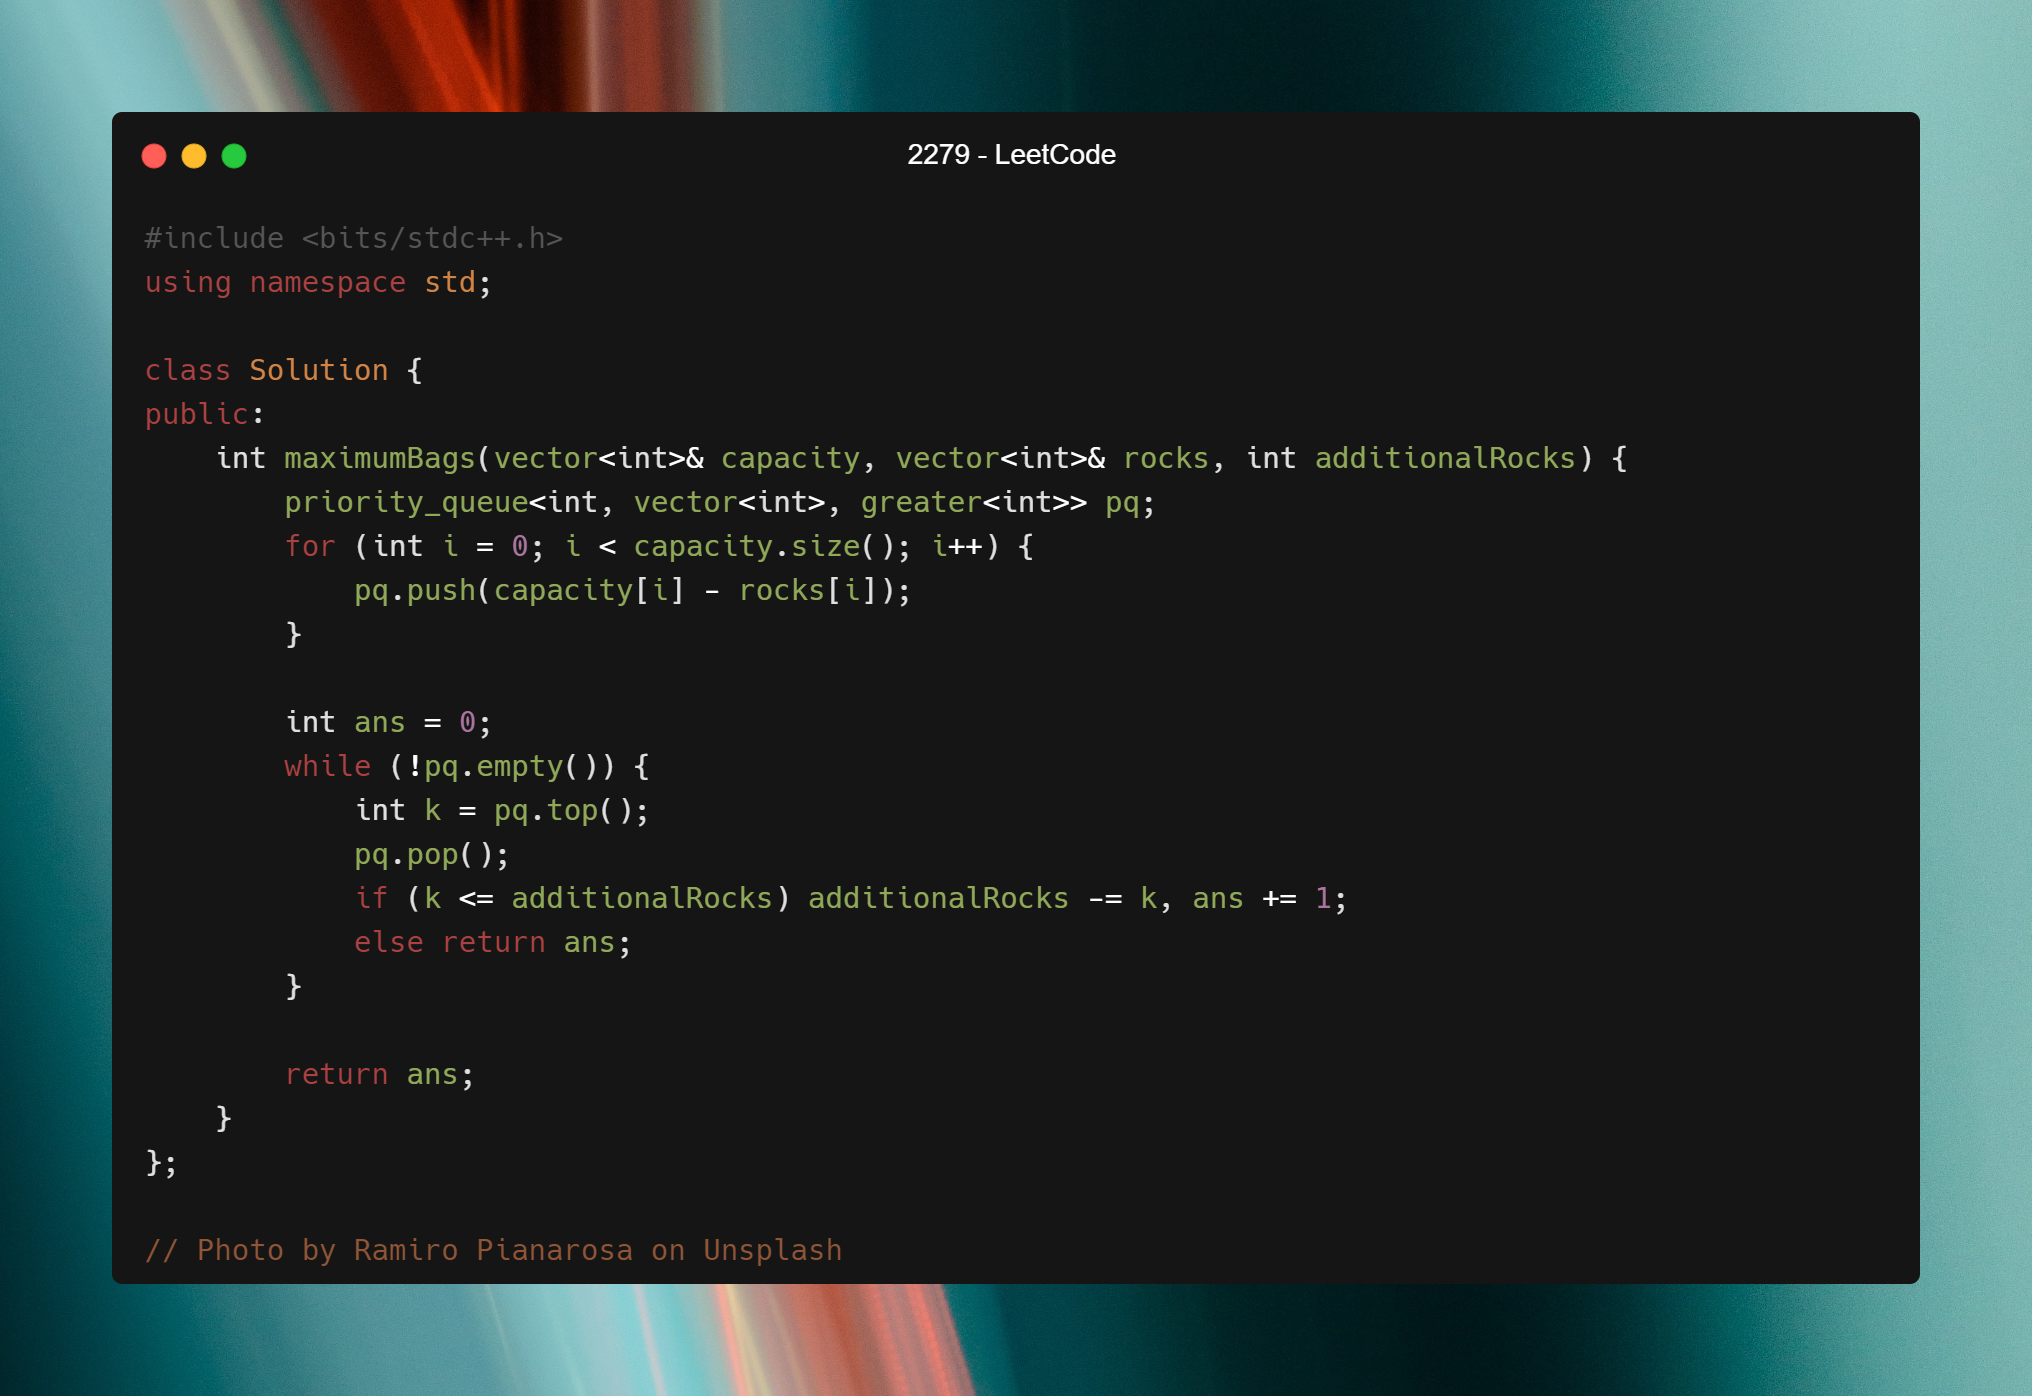 2279 - LeetCode
#include <bits/stdc++.h>
using namespace std;
class Solution {
public:
    int maximumBags(vector<int>& capacity, vector<int>& rocks, int additionalRocks) {
        priority_queue<int, vector<int>, greater<int>> pq;
        for (int i = 0; i < capacity.size(); i++) {
            pq.push(capacity[i] - rocks[i]);
        }
        int ans = 0;
        while (!pq.empty()) {
            int k = pq.top();
            pq.pop();
            if (k <= additionalRocks) additionalRocks -= k, ans += 1;
            else return ans;
        }
        return ans;
    }
};
// Photo by Ramiro Pianarosa on Unsplash